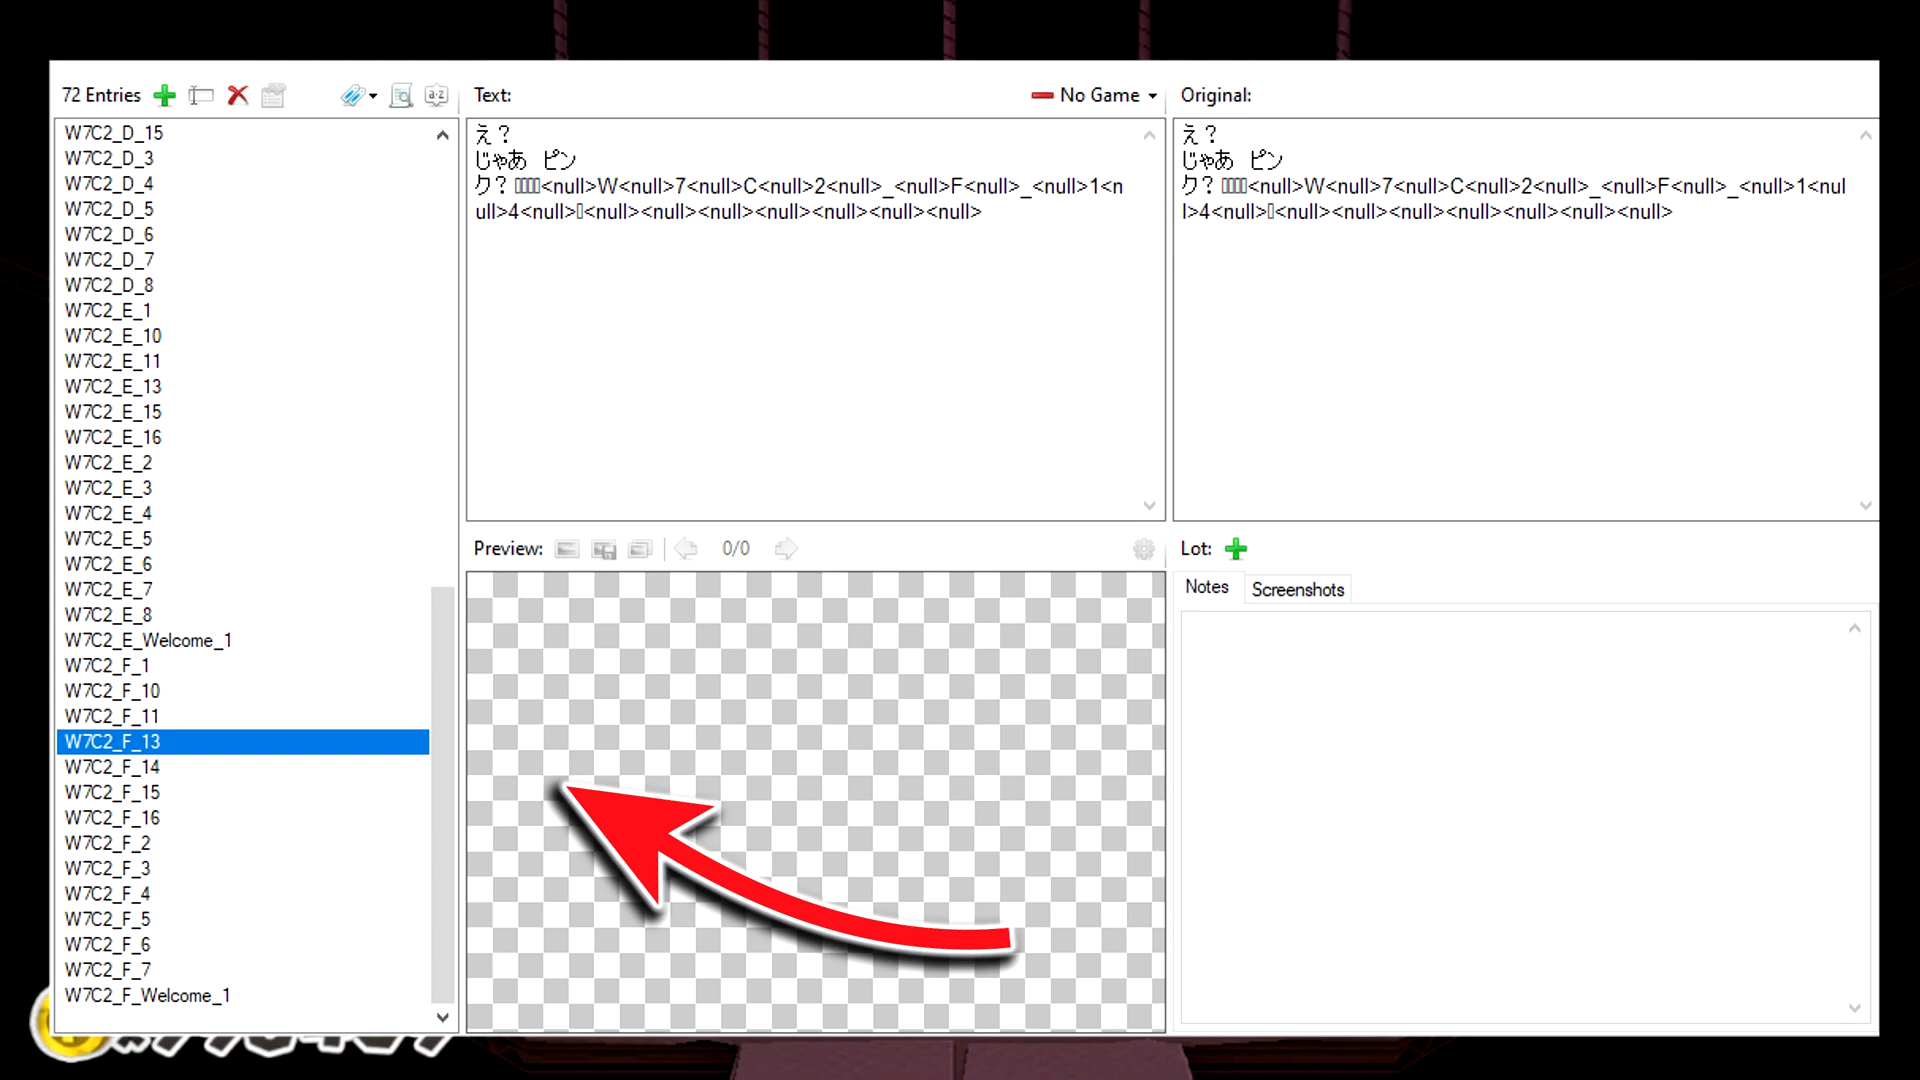 72 Entries
Text:
No Game
Original:
W7C2_D_15
W7C2_D_3
W7C2_D_4
W7C2_D_5
W7C2_D_6
W7C2_D_7
W7C2_D_8
W7C2_E_1
W7C2_E_10
W7C2_E_11
W7C2_E_13
W7C2_E_15
W7C2_E_16
W7C2_E_2
W7C2_E_3
W7C2_E_4
W7C2_E_5
W7C2_E_6
W7C2_E_7
W7C2_E_8
W7C2_E_Welcome_1
W7C2_F_1
W7C2_F_10
W7C2_F_11
W7C2_F_13
W7C2_F_14
W7C2_F_15
W7C2_F_16
W7C2_F_2
W7C2_F_3
W7C2_F_4
W7C2_F_5
W7C2_F_6
W7C2_F_7
W7C2_F_Welcome_1
え？
じゃあ　ピン
ク？▯▯▯▯<null>W<null>7<null>C<null>2<null>_<null>F<null>_<null>1<n
ull>4<null>▯<null><null><null><null><null><null><null>
え？
じゃあ　ピン
ク？▯▯▯▯<null>W<null>7<null>C<null>2<null>_<null>F<null>_<null>1<nul
l>4<null>▯<null><null><null><null><null><null><null>
Preview:
0/0
Lot:
Notes
Screenshots